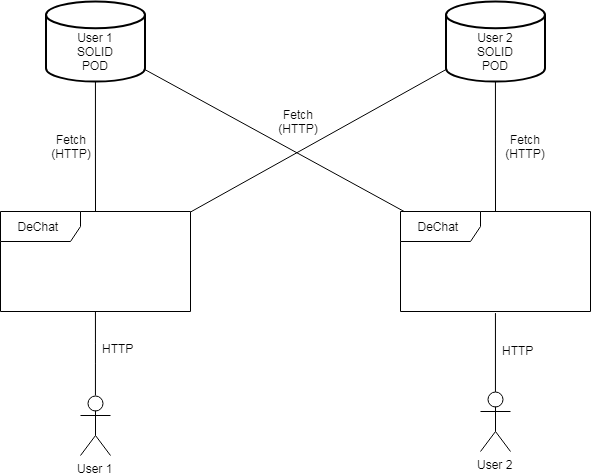 User 1
SOLID
POD
User 2
SOLID
POD
Fetch
(HTTP)
Fetch
(HTTP)
Fetch
(HTTP)
DeChat
DeChat
HTTP
HTTP
User 1
User 2